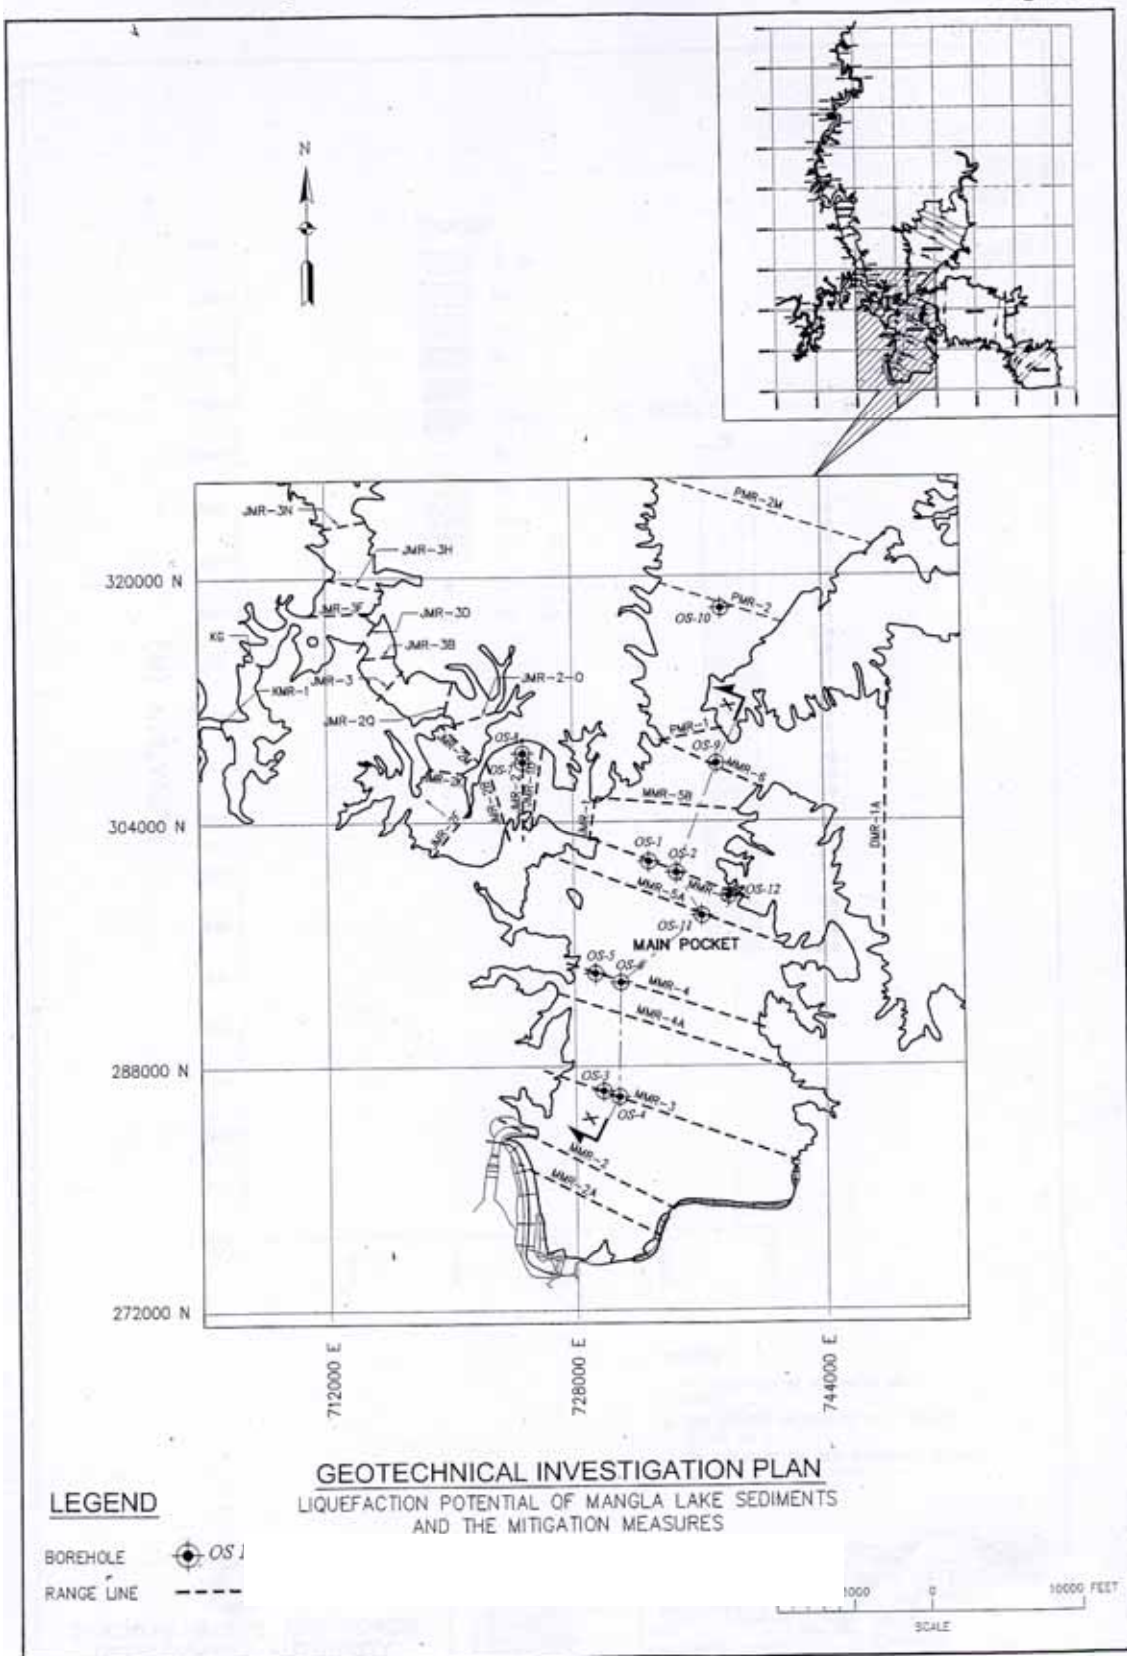 N
PMR-2M
JMR-3N
JMR-3H
320000 N
JMR-3F
PMR-2
OS-10
JMR-3D
KG
JMR-3B
JMR-3
JMR-2-O
KMR-1
X
JMR-2Q
PMR-1
OS-8
OS-9
OS-7
MMR-6
MMR-5B
304000 N
DMR-1A
OS-1
OS-2
OS-12
MMR-5A
OS-11
MAIN POCKET
OS-5
OS-6
MMR-4
MMR-4A
288000 N
OS-3
MMR-3
OS-4
X
MMR-2
MMR-2A
272000 N
712000 E
728000 E
744000 E
GEOTECHNICAL INVESTIGATION PLAN
LIQUEFACTION POTENTIAL OF MANGLA LAKE SEDIMENTS
AND THE MITIGATION MEASURES
LEGEND
BOREHOLE OS
RANGE LINE
0 10000 FEET
SCALE